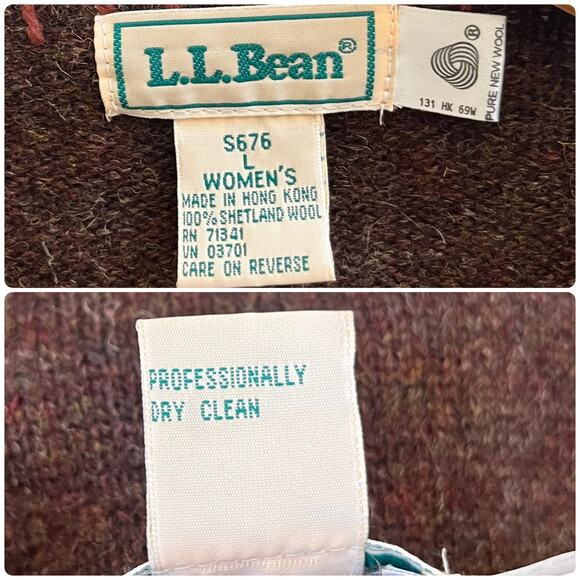 L.L.Bean®
®
PURE NEW WOOL
131 HK 69W
S676
L
WOMEN'S
MADE IN HONG KONG
100% SHETLAND WOOL
RN 71341
VN 03701
CARE ON REVERSE
PROFESSIONALLY
DRY CLEAN